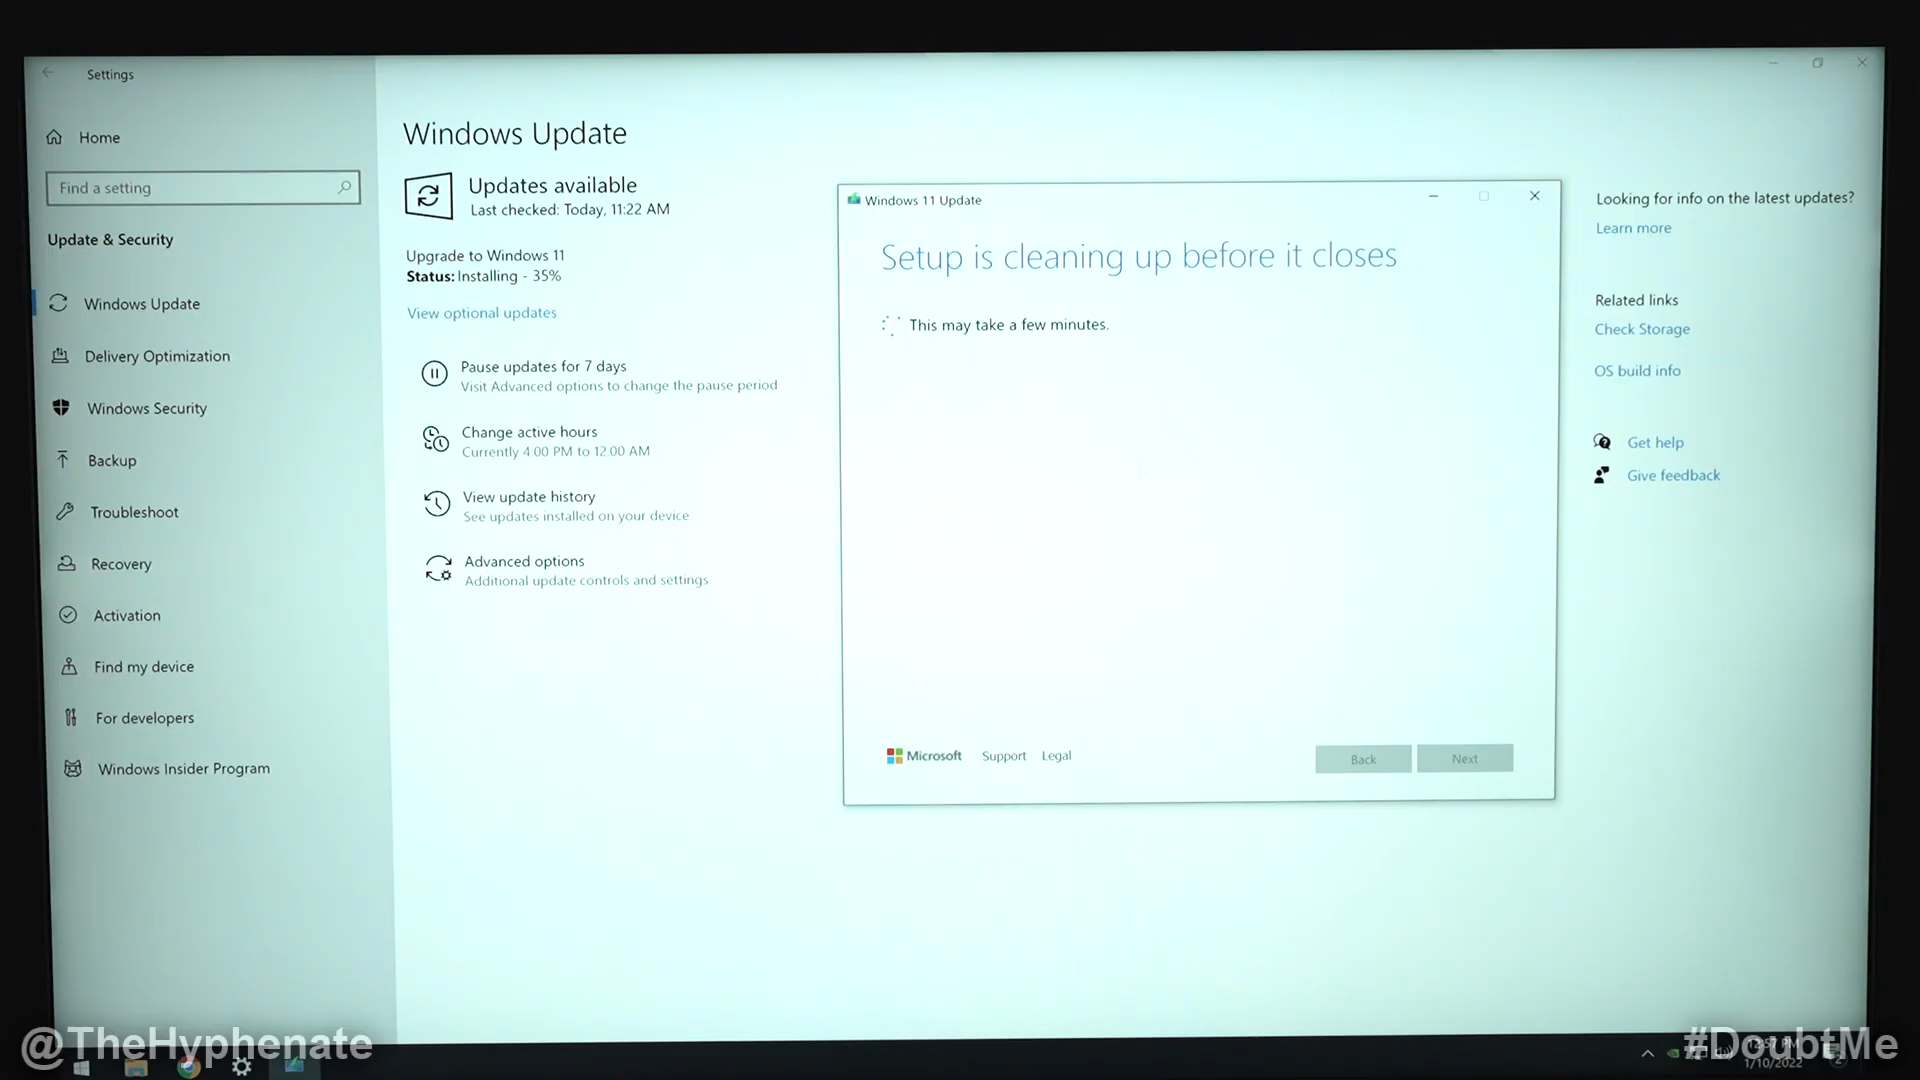 Settings
Home
Find a setting
Update & Security
Windows Update
Delivery Optimization
Windows Security
Backup
Troubleshoot
Recovery
Activation
Find my device
For developers
Windows Insider Program
Windows Update
Updates available
Last checked: Today, 11:22 AM
Upgrade to Windows 11
Status: Installing - 35%
View optional updates
Pause updates for 7 days
Visit Advanced options to change the pause period
Change active hours
Currently 4:00 PM to 12:00 AM
View update history
See updates installed on your device
Advanced options
Additional update controls and settings
Windows 11 Update
Setup is cleaning up before it closes
This may take a few minutes.
Microsoft Support Legal
Back Next
Looking for info on the latest updates?
Learn more
Related links
Check Storage
OS build info
Get help
Give feedback
@TheHyphenate
#DoubtMe
12:57 PM
1/10/2022